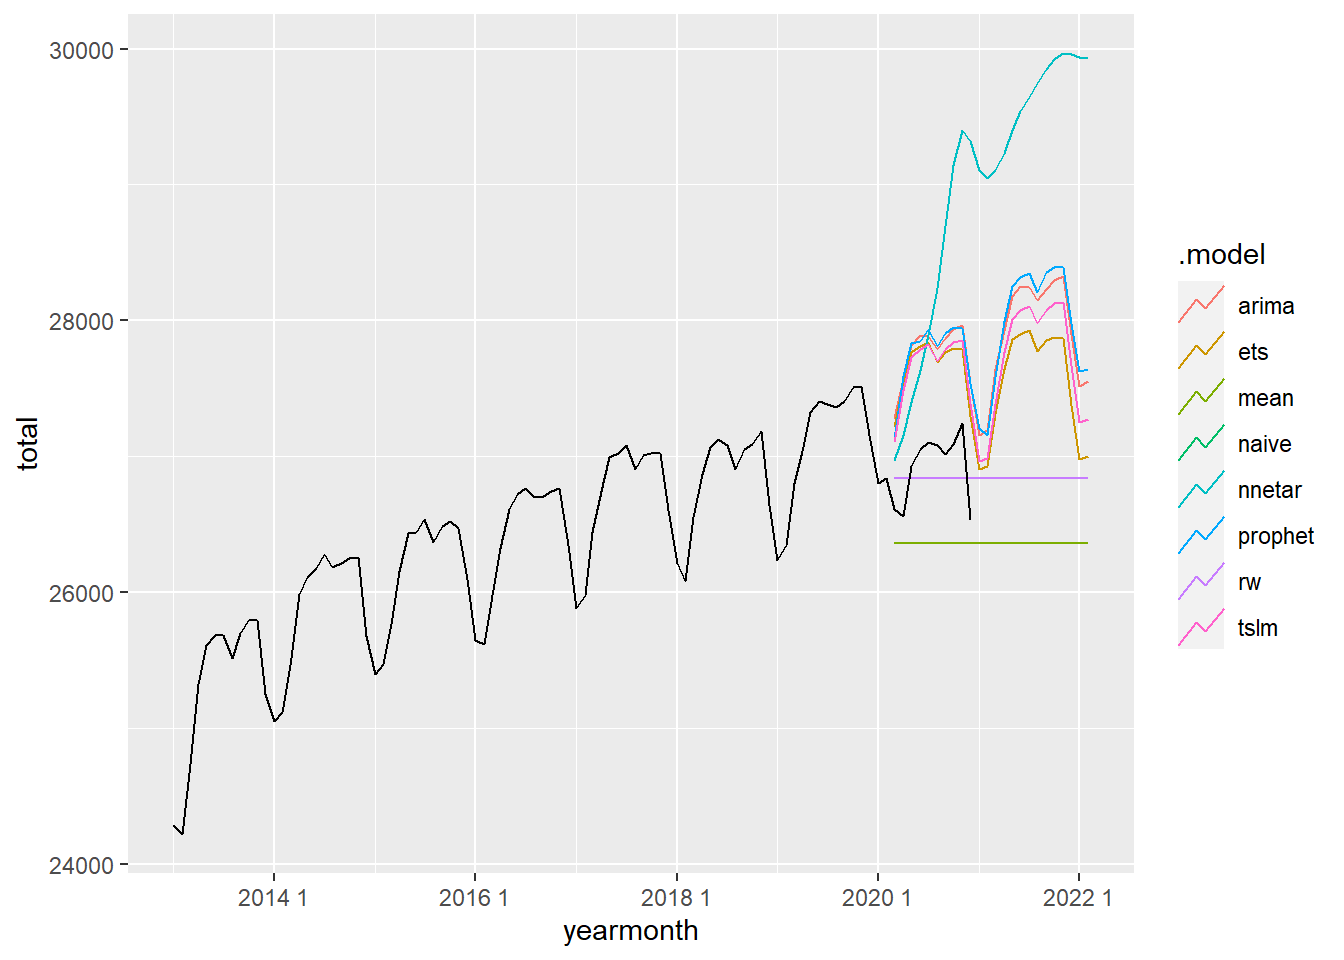 30000
28000
26000
24000
total
2014 1
2016 1
2018 1
2020 1
2022 1
yearmonth
.model
arima
ets
mean
naive
nnetar
prophet
rw
tslm